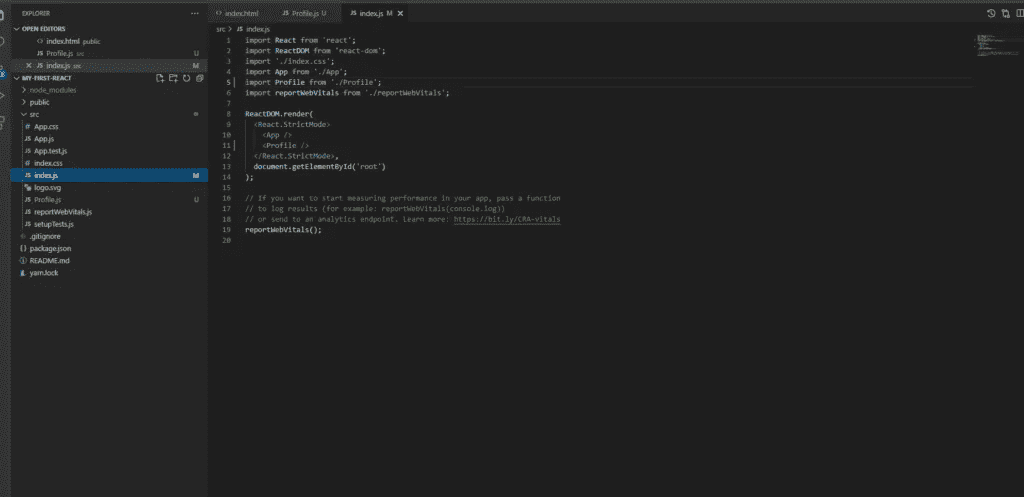 EXPLORER
OPEN EDITORS
index.html public
JS Profile.js src U
JS index.js src M
MY-FIRST-REACT
node_modules
public
src
# App.css
JS App.js
JS App.test.js
# index.css
JS index.js M
logo.svg
JS Profile.js U
JS reportWebVitals.js
JS setupTests.js
.gitignore
package.json
README.md
yarn.lock
index.html JS Profile.js U JS index.js M
src > JS index.js
1 import React from 'react';
2 import ReactDOM from 'react-dom';
3 import './index.css';
4 import App from './App';
5 import Profile from './Profile';
6 import reportWebVitals from './reportWebVitals';
7
8 ReactDOM.render(
9 <React.StrictMode>
10 <App />
11 <Profile />
12 </React.StrictMode>,
13 document.getElementById('root')
14 );
15
16 // If you want to start measuring performance in your app, pass a function
17 // to log results (for example: reportWebVitals(console.log))
18 // or send to an analytics endpoint. Learn more: https://bit.ly/CRA-vitals
19 reportWebVitals();
20